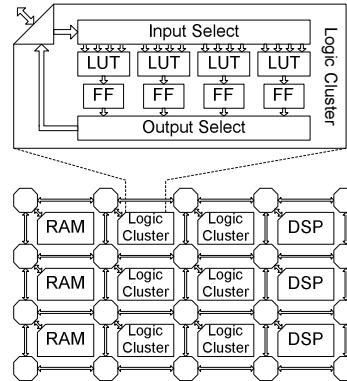 Input Select
LUT LUT LUT LUT
FF FF FF FF
Output Select
Logic Cluster
RAM Logic Cluster Logic Cluster DSP
RAM Logic Cluster Logic Cluster DSP
RAM Logic Cluster Logic Cluster DSP